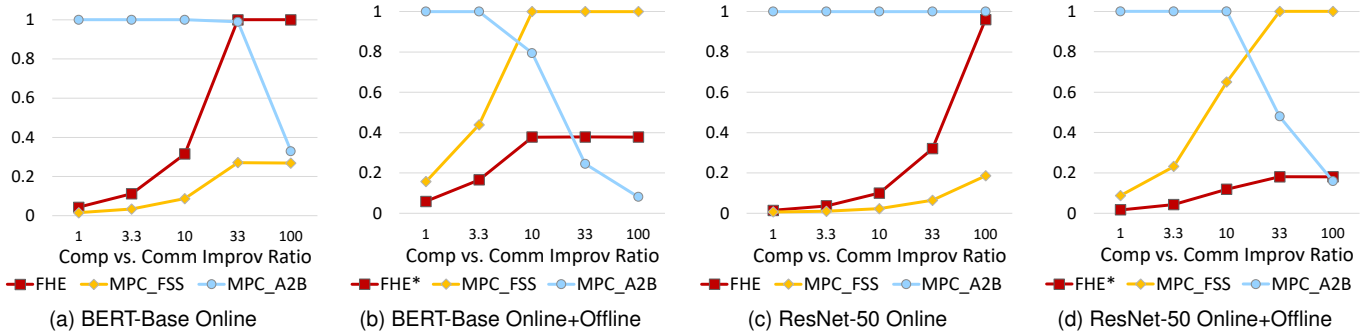 1
0.8
0.6
0.4
0.2
0
1 3.3 10 33 100
Comp vs. Comm Improv Ratio
FHE MPC_FSS MPC_A2B
(a) BERT-Base Online
1
0.8
0.6
0.4
0.2
0
1 3.3 10 33 100
Comp vs. Comm Improv Ratio
FHE* MPC_FSS MPC_A2B
(b) BERT-Base Online+Offline
1
0.8
0.6
0.4
0.2
0
1 3.3 10 33 100
Comp vs. Comm Improv Ratio
FHE MPC_FSS MPC_A2B
(c) ResNet-50 Online
1
0.8
0.6
0.4
0.2
0
1 3.3 10 33 100
Comp vs. Comm Improv Ratio
FHE* MPC_FSS MPC_A2B
(d) ResNet-50 Online+Offline